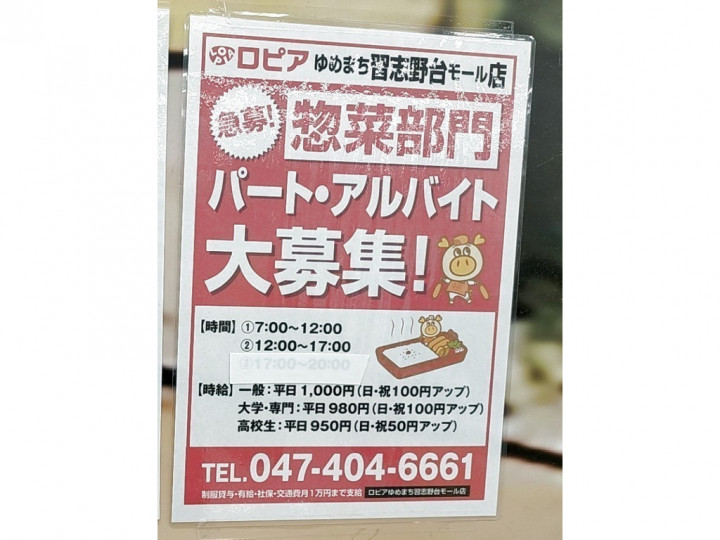 ロピア ゆめまち習志野台モール店
急募!
惣菜部門
パート・アルバイト
大募集!
【時間】①7:00〜12:00
②12:00〜17:00
③17:00〜20:00
【時給】一般:平日1,000円(日・祝100円アップ)
大学・専門:平日980円(日・祝100円アップ)
高校生:平日950円(日・祝50円アップ)
TEL.047-404-6661
制服貸与・有給・社保・交通費月1万円まで支給 ロピアゆめまち習志野台モール店